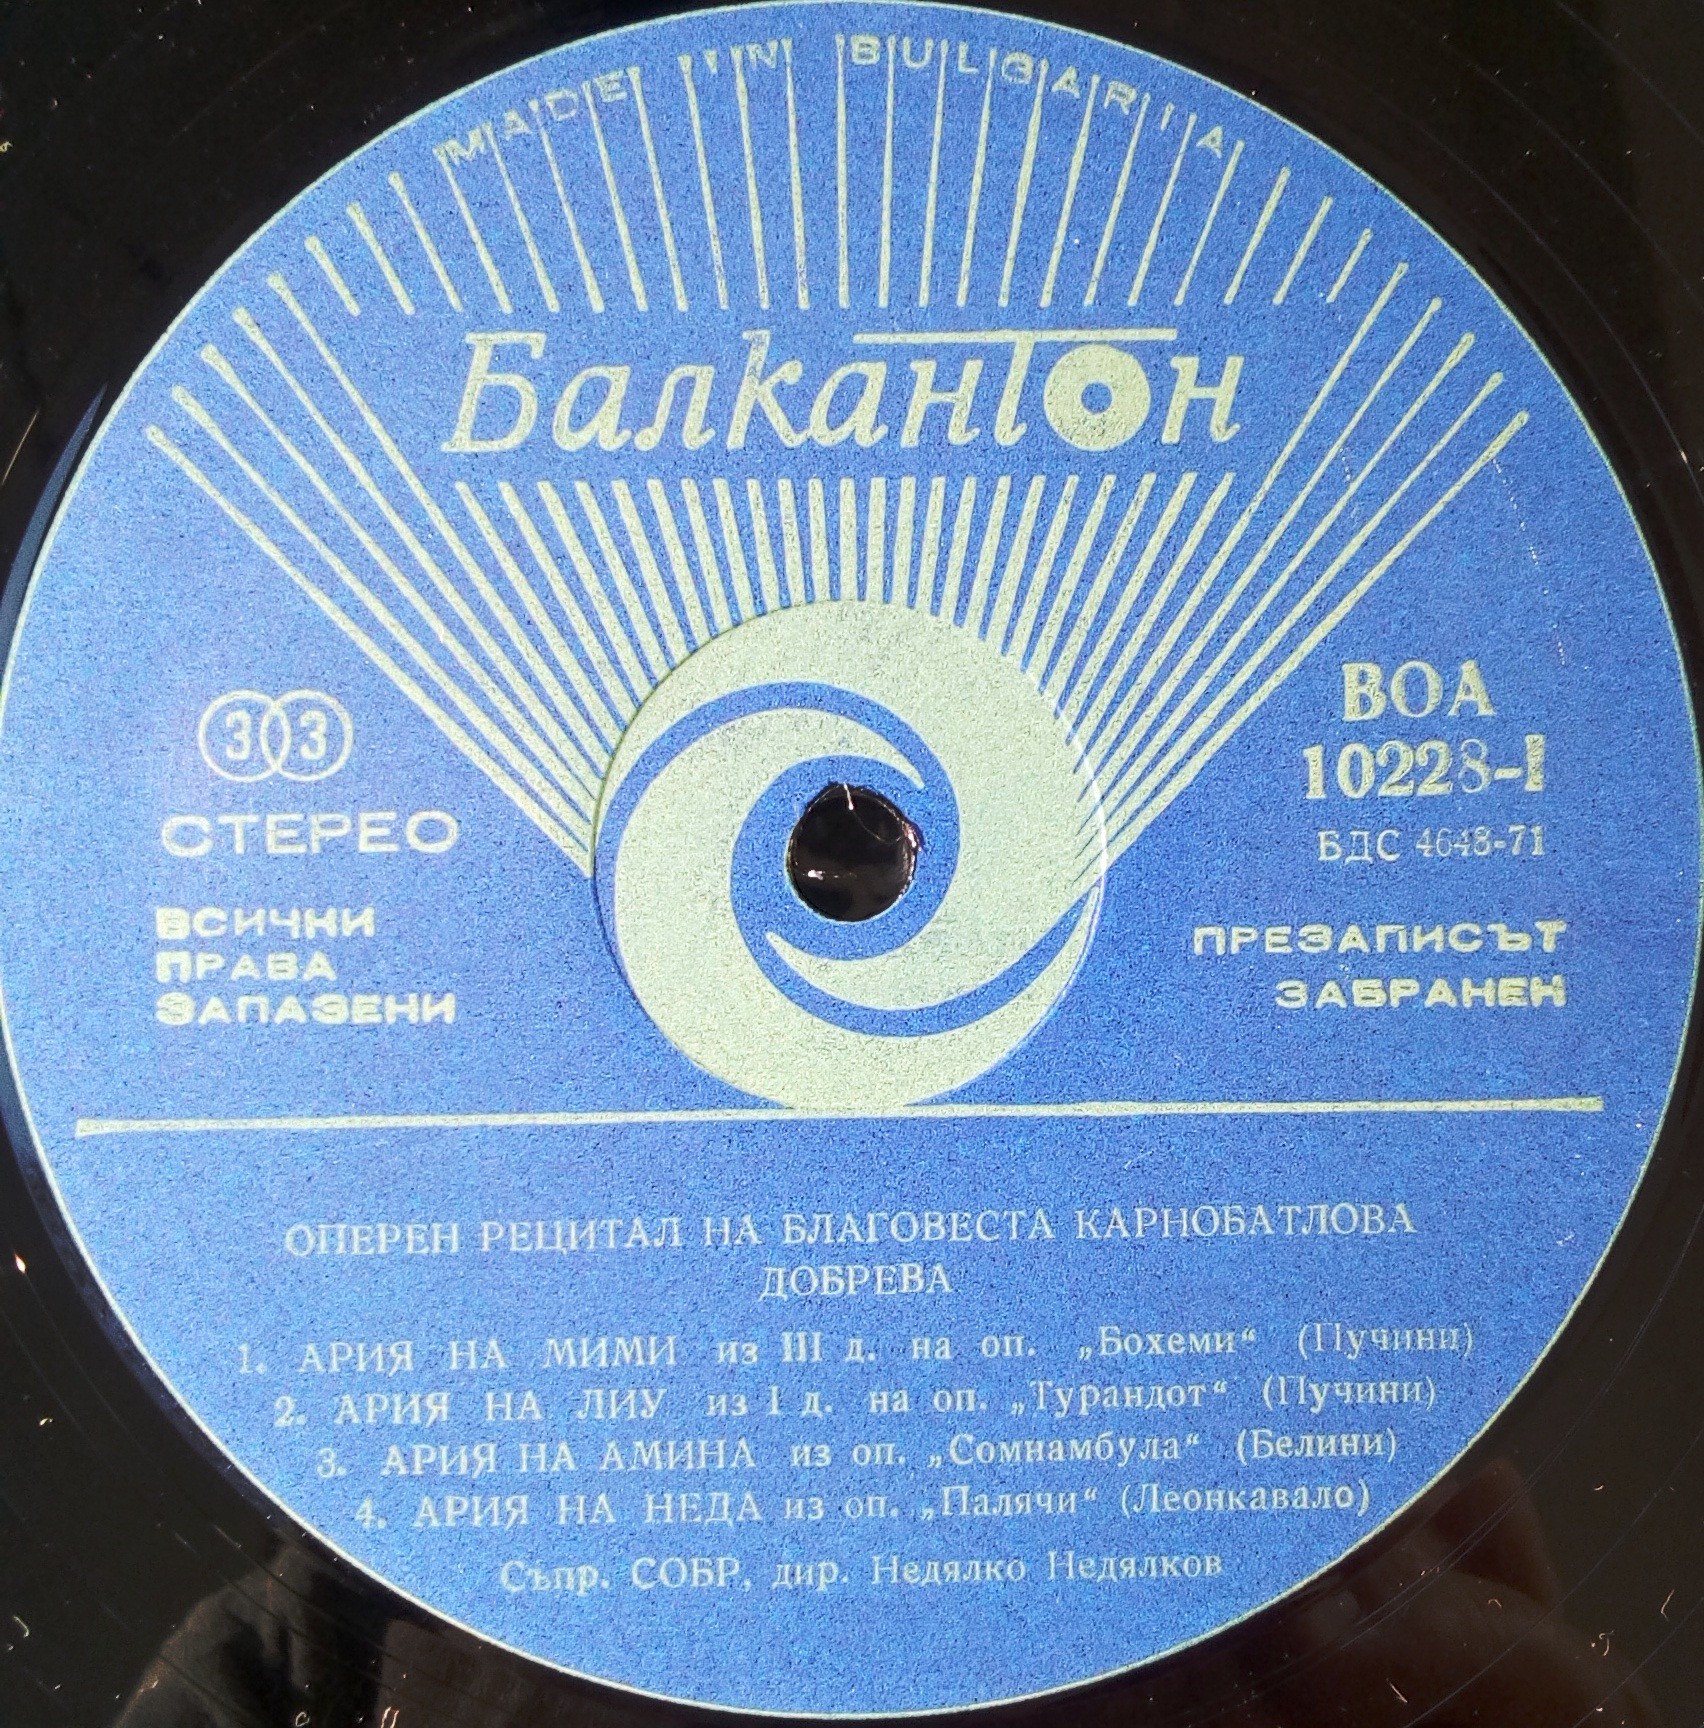 MADE IN BULGARIA
Балкантон
33
СТЕРЕО
ВСИЧКИ
ПРАВА
ЗАПАЗЕНИ
ВОА
10228-I
БДС 4648-71
ПРЕЗАПИСЪТ
ЗАБРАНЕН
ОПЕРЕН РЕЦИТАЛ НА БЛАГОВЕСТА КАРНОБАТЛОВА
ДОБРЕВА
1. АРИЯ НА МИМИ из III д. на оп. „Бохеми“ (Пучини)
2. АРИЯ НА ЛИУ из I д. на оп. „Турандот“ (Пучини)
3. АРИЯ НА АМИНА из оп. „Сомнамбула“ (Белини)
4. АРИЯ НА НЕДА из оп. „Палячи“ (Леонкавало)
Съпр. СОБР, дир. Недялко Недялков